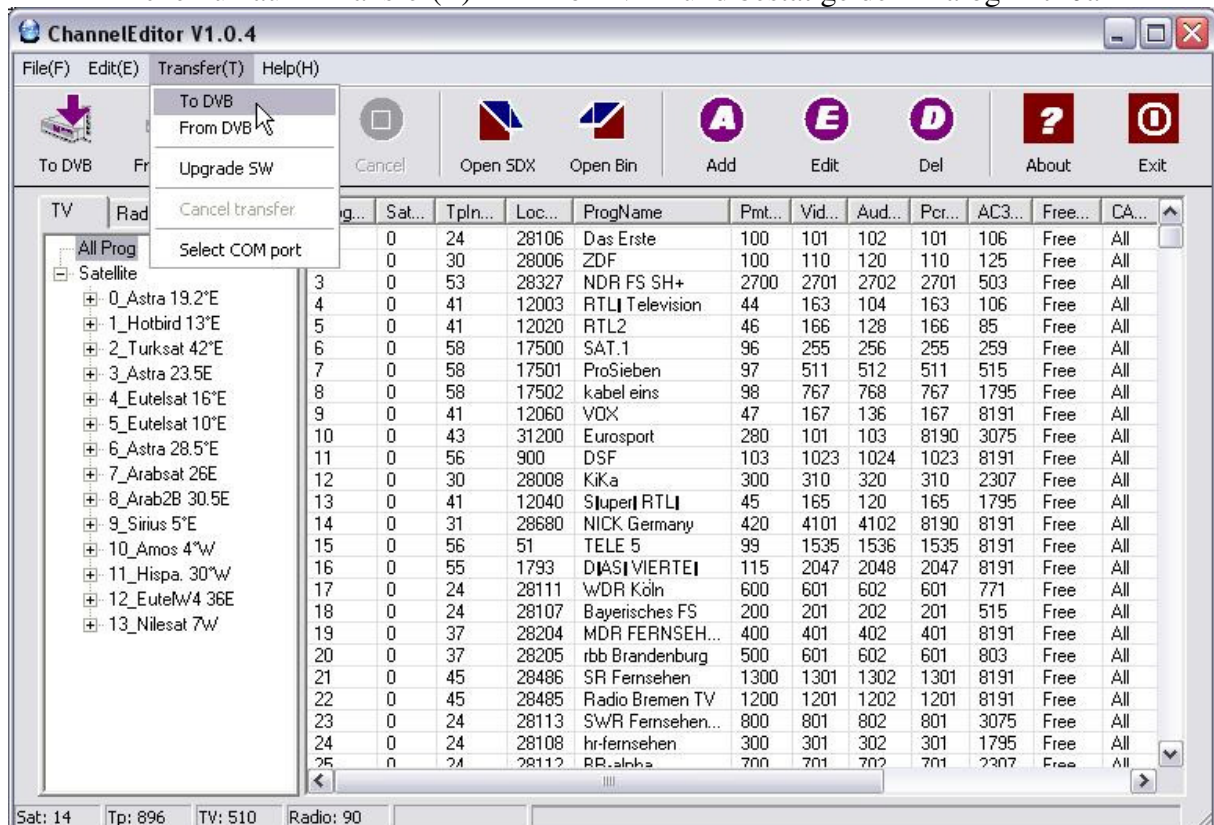 ChannelEditor V1.0.4
File(F) Edit(E) Transfer(T) Help(H)
To DVB
From DVB
Upgrade SW
Cancel transfer
Select COM port
To DVB Fr Cancel Open SDX Open Bin Add Edit Del About Exit
TV Rad
All Prog
Satellite
0_Astra 19.2°E
1_Hotbird 13°E
2_Turksat 42°E
3_Astra 23.5E
4_Eutelsat 16°E
5_Eutelsat 10°E
6_Astra 28.5°E
7_Arabsat 26E
8_Arab2B 30.5E
9_Sirius 5°E
10_Amos 4°W
11_Hispa. 30°W
12_EutelW4 36E
13_Nilesat 7W
Sat... TpIn... Loc... ProgName Pmt... Vid... Aud... Pcr... AC3... Free... CA...
0 24 28106 Das Erste 100 101 102 101 106 Free All
0 30 28006 ZDF 100 110 120 110 125 Free All
3 0 53 28327 NDR FS SH+ 2700 2701 2702 2701 503 Free All
4 0 41 12003 RTL| Television 44 163 104 163 106 Free All
5 0 41 12020 RTL2 46 166 128 166 85 Free All
6 0 58 17500 SAT.1 96 255 256 255 259 Free All
7 0 58 17501 ProSieben 97 511 512 511 515 Free All
8 0 58 17502 kabel eins 98 767 768 767 1795 Free All
9 0 41 12060 VOX 47 167 136 167 8191 Free All
10 0 43 31200 Eurosport 280 101 103 8190 3075 Free All
11 0 56 900 DSF 103 1023 1024 1023 8191 Free All
12 0 30 28008 KiKa 300 310 320 310 2307 Free All
13 0 41 12040 S|uper| RTL| 45 165 120 165 1795 Free All
14 0 31 28680 NICK Germany 420 4101 4102 8190 8191 Free All
15 0 56 51 TELE 5 99 1535 1536 1535 8191 Free All
16 0 55 1793 D|AS| VIERTE| 115 2047 2048 2047 8191 Free All
17 0 24 28111 WDR Köln 600 601 602 601 771 Free All
18 0 24 28107 Bayerisches FS 200 201 202 201 515 Free All
19 0 37 28204 MDR FERNSEH... 400 401 402 401 8191 Free All
20 0 37 28205 rbb Brandenburg 500 601 602 601 803 Free All
21 0 45 28486 SR Fernsehen 1300 1301 1302 1301 8191 Free All
22 0 45 28485 Radio Bremen TV 1200 1201 1202 1201 8191 Free All
23 0 24 28113 SWR Fernsehen... 800 801 802 801 3075 Free All
24 0 24 28108 hr-fernsehen 300 301 302 301 1795 Free All
25 0 24 28112 BR-alpha 700 701 702 701 2307 Free All
Sat: 14 Tp: 896 TV: 510 Radio: 90